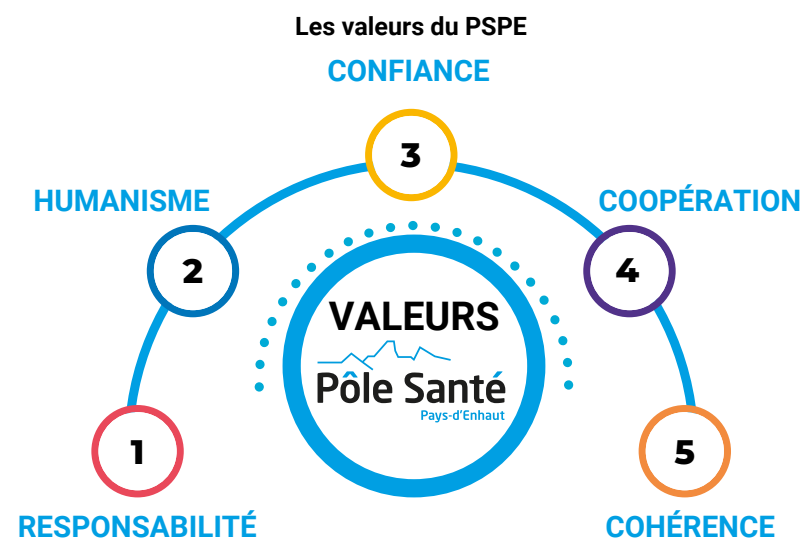 Les valeurs du PSPE
CONFIANCE
3
HUMANISME
COOPÉRATION
2
4
VALEURS
Pôle Santé
Pays-d'Enhaut
1
5
RESPONSABILITÉ
COHÉRENCE